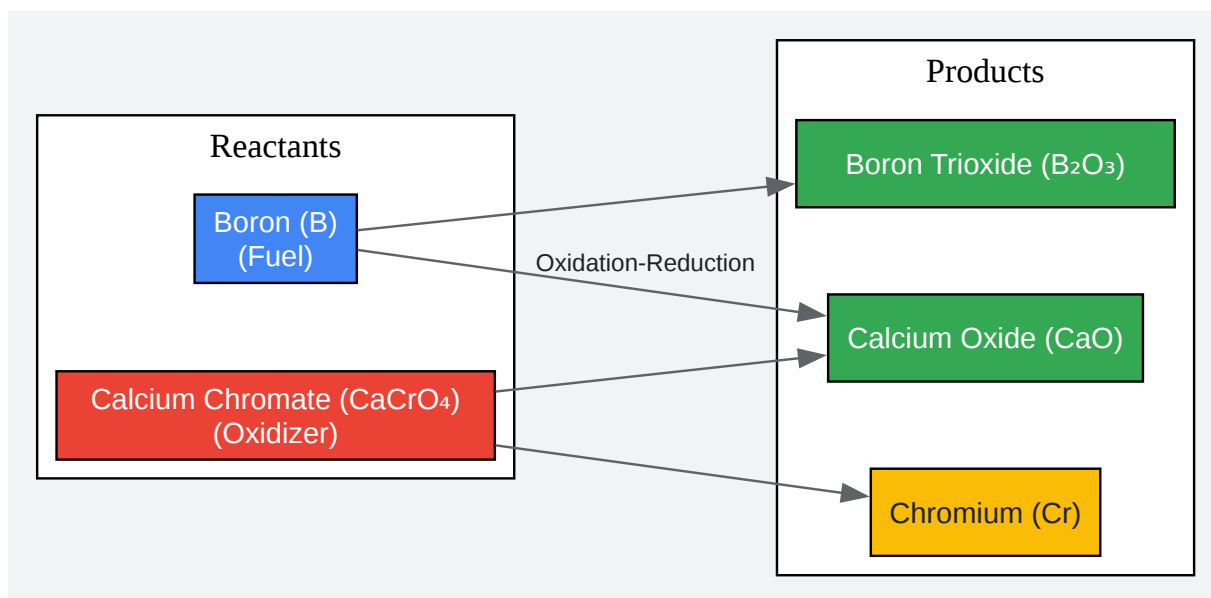 Reactants
Boron (B)
(Fuel)
Calcium Chromate (CaCrO₄)
(Oxidizer)
Oxidation-Reduction
Products
Boron Trioxide (B₂O₃)
Calcium Oxide (CaO)
Chromium (Cr)